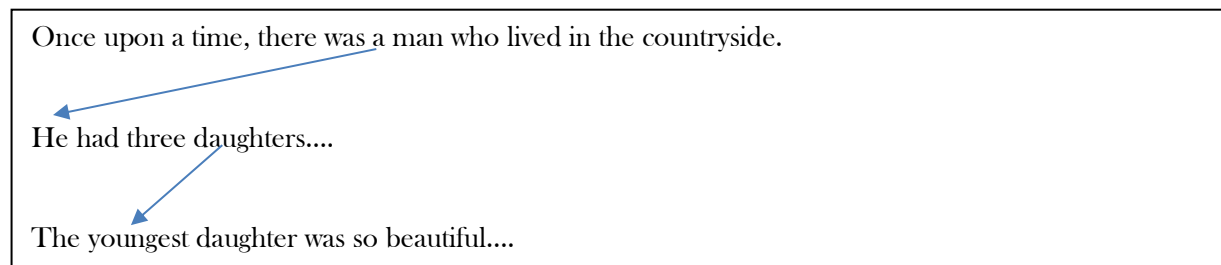 Once upon a time, there was a man who lived in the countryside.
He had three daughters....
The youngest daughter was so beautiful....